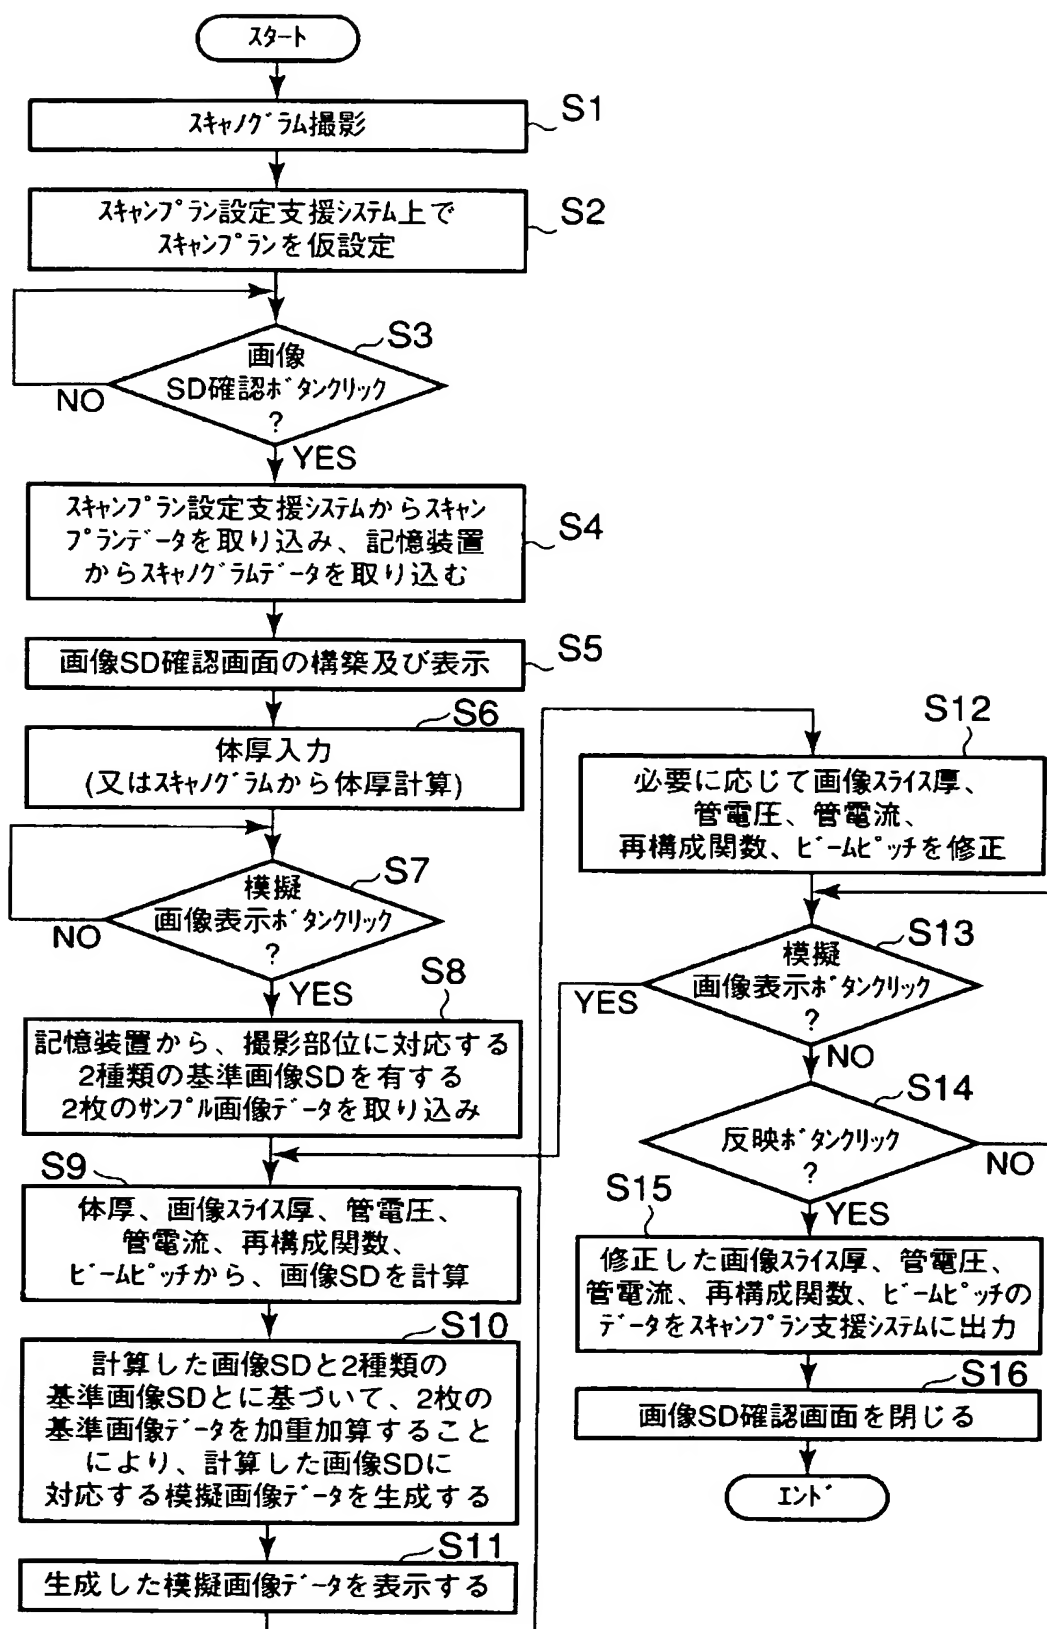 スタート
スキャノグラム撮影
S1
スキャンプラン設定支援システム上で
スキャンプランを仮設定
S2
S3
画像
SD確認ボタンクリック
?
NO
YES
スキャンプラン設定支援システムからスキャン
プランデータを取り込み、記憶装置
からスキャノグラムデータを取り込む
S4
画像SD確認画面の構築及び表示
S5
S6
体厚入力
(又はスキャノグラムから体厚計算)
S7
模擬
画像表示ボタンクリック
?
NO
YES
S8
記憶装置から、撮影部位に対応する
2種類の基準画像SDを有する
2枚のサンプル画像データを取り込み
S9
体厚、画像スライス厚、管電圧、
管電流、再構成関数、
ビームピッチから、画像SDを計算
S10
計算した画像SDと2種類の
基準画像SDとに基づいて、2枚の
基準画像データを加重加算すること
により、計算した画像SDに
対応する模擬画像データを生成する
S11
生成した模擬画像データを表示する
S12
必要に応じて画像スライス厚、
管電圧、管電流、
再構成関数、ビームピッチを修正
S13
模擬
画像表示ボタンクリック
?
YES
NO
S14
反映ボタンクリック
?
NO
YES
S15
修正した画像スライス厚、管電圧、
管電流、再構成関数、ビームピッチの
データをスキャンプラン支援システムに出力
S16
画像SD確認画面を閉じる
エンド